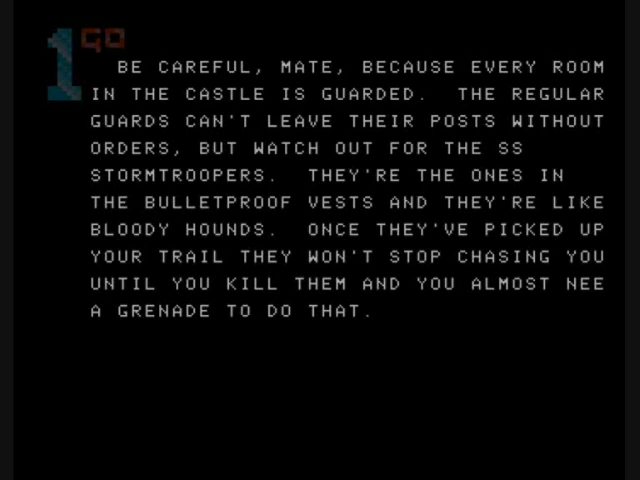 1GO
BE CAREFUL, MATE, BECAUSE EVERY ROOM
IN THE CASTLE IS GUARDED. THE REGULAR
GUARDS CAN'T LEAVE THEIR POSTS WITHOUT
ORDERS, BUT WATCH OUT FOR THE SS
STORMTROOPERS. THEY'RE THE ONES IN
THE BULLETPROOF VESTS AND THEY'RE LIKE
BLOODY HOUNDS. ONCE THEY'VE PICKED UP
YOUR TRAIL THEY WON'T STOP CHASING YOU
UNTIL YOU KILL THEM AND YOU ALMOST NEE
A GRENADE TO DO THAT.